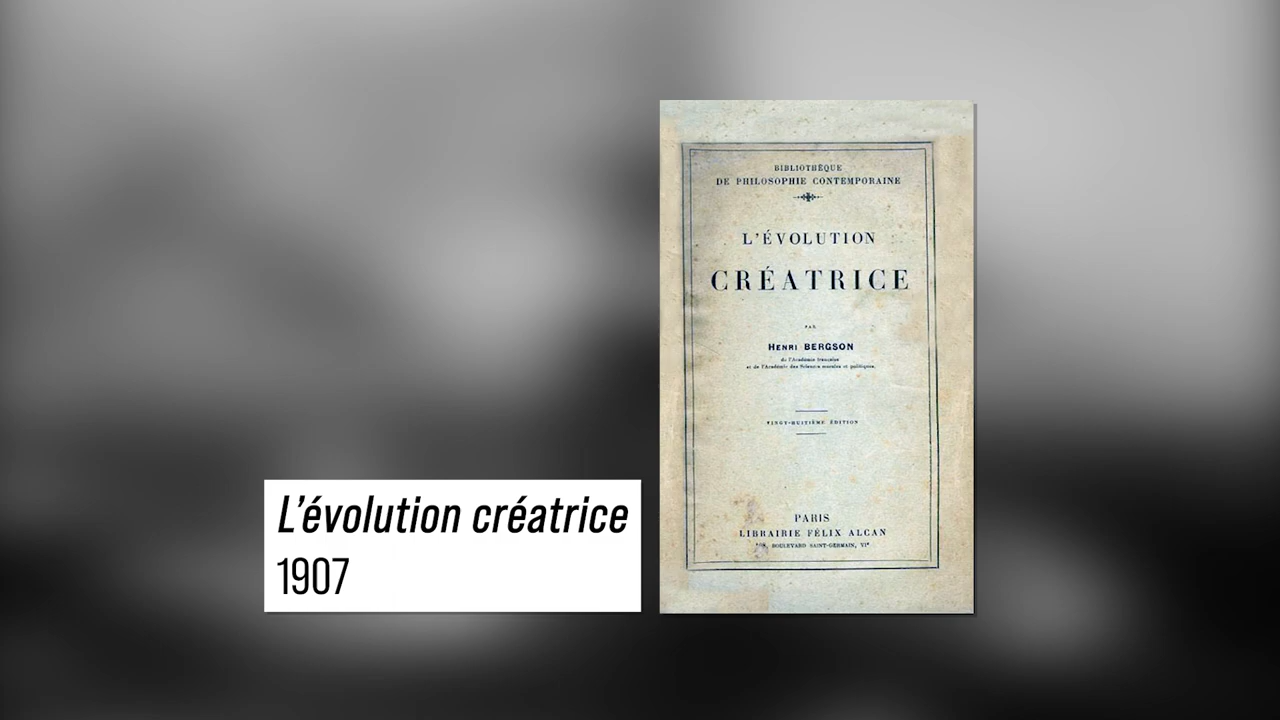 L'évolution créatrice
1907
BIBLIOTHÈQUE
DE PHILOSOPHIE CONTEMPORAINE
L'ÉVOLUTION
CRÉATRICE
PAR
HENRI BERGSON
de l'Académie française
et de l'Académie des Sciences morales et politiques.
VINGT-HUITIÈME ÉDITION
PARIS
LIBRAIRIE FÉLIX ALCAN
BOULEVARD SAINT-GERMAIN, VIe